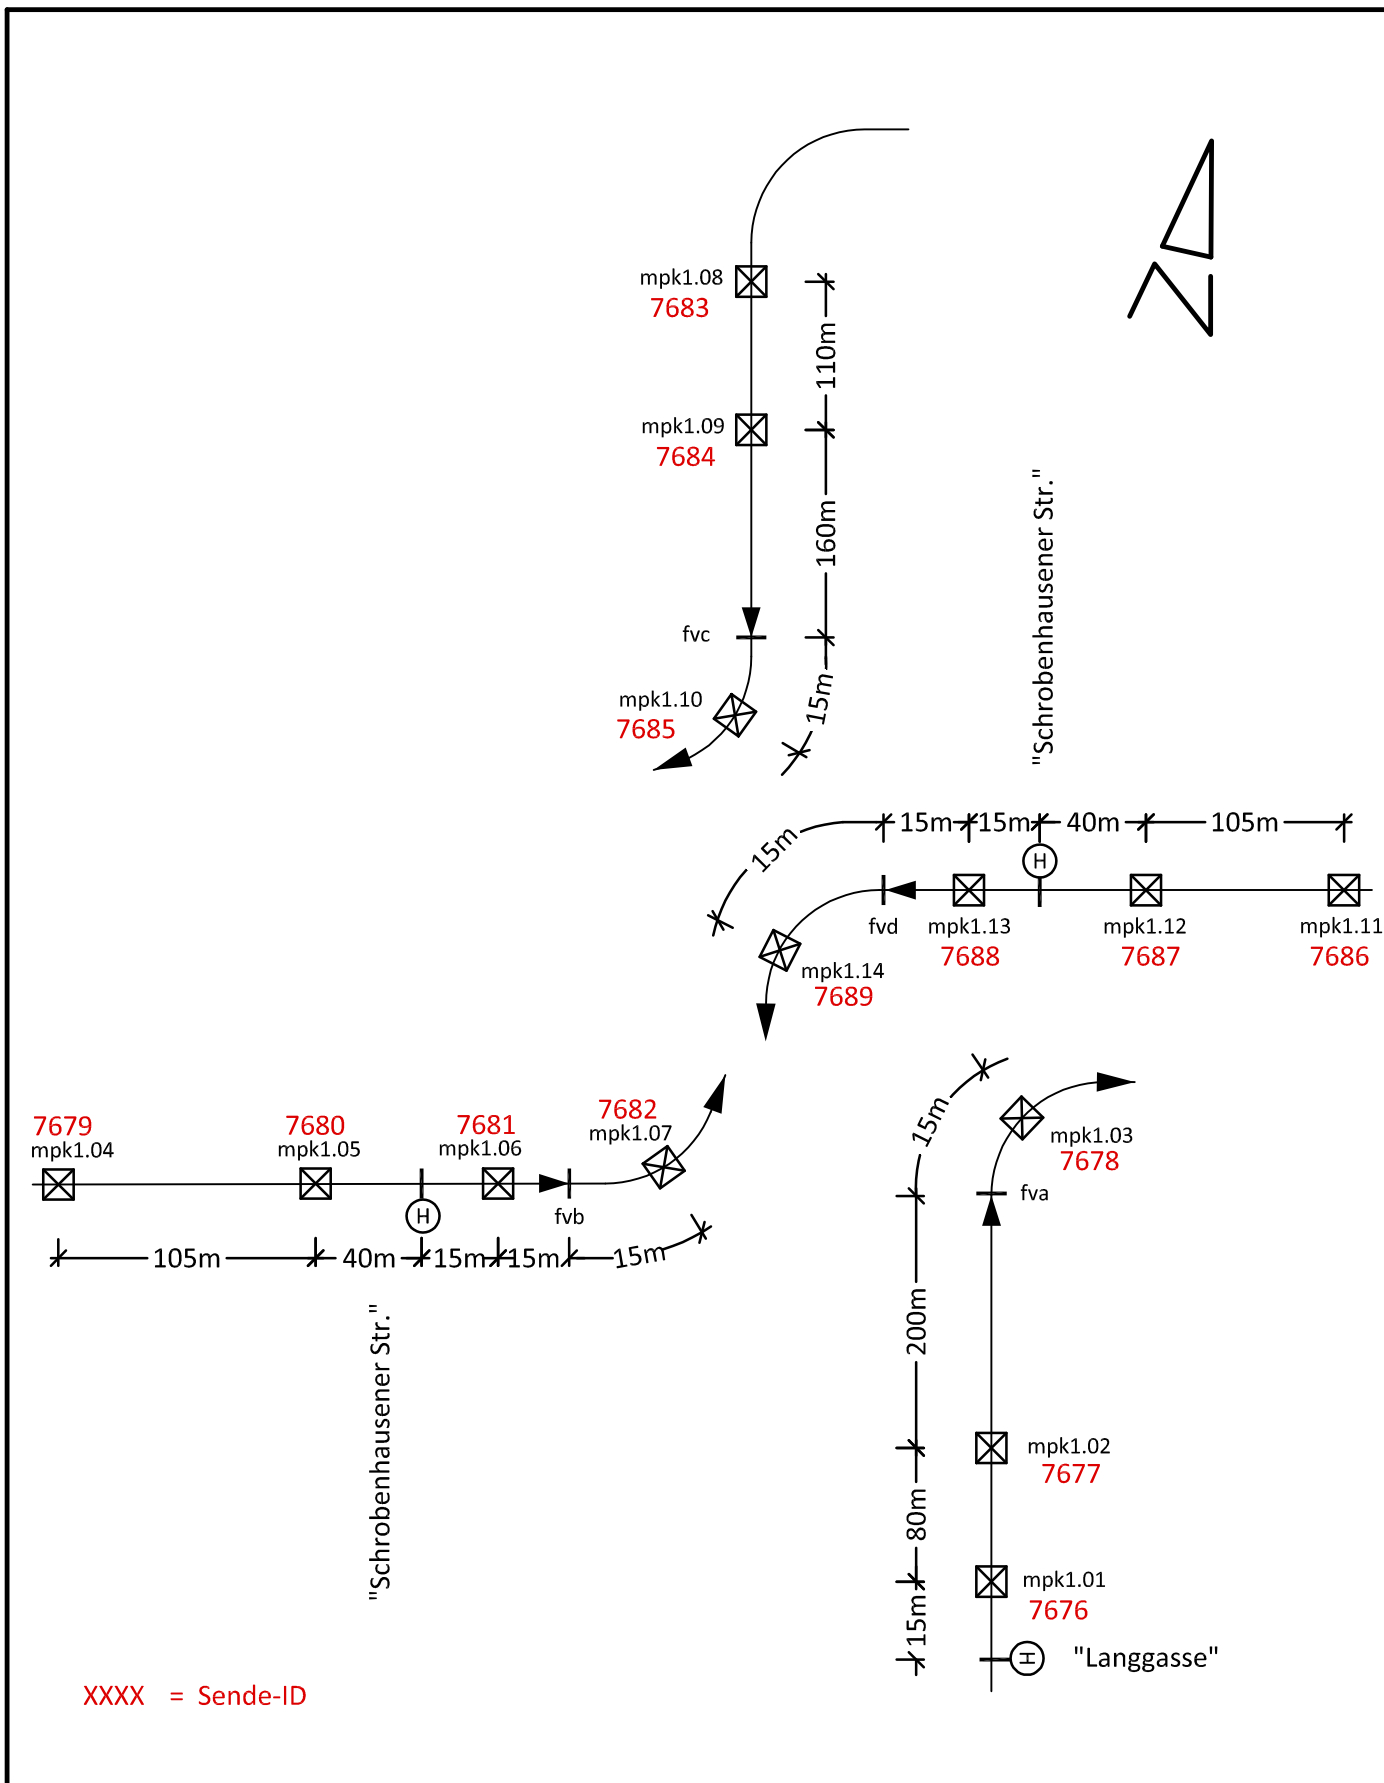 mpk1.08
7683
110m
mpk1.09
7684
160m
"Schrobenhausener Str."
fvc
mpk1.10
7685
15m
15m
15m
15m
40m
105m
H
fvd
mpk1.13
7688
mpk1.12
7687
mpk1.11
7686
mpk1.14
7689
7679
mpk1.04
7680
mpk1.05
7681
mpk1.06
7682
mpk1.07
H
fvb
105m
40m
15m
15m
15m
"Schrobenhausener Str."
15m
mpk1.03
7678
fva
200m
mpk1.02
7677
80m
mpk1.01
7676
15m
H
"Langgasse"
XXXX = Sende-ID